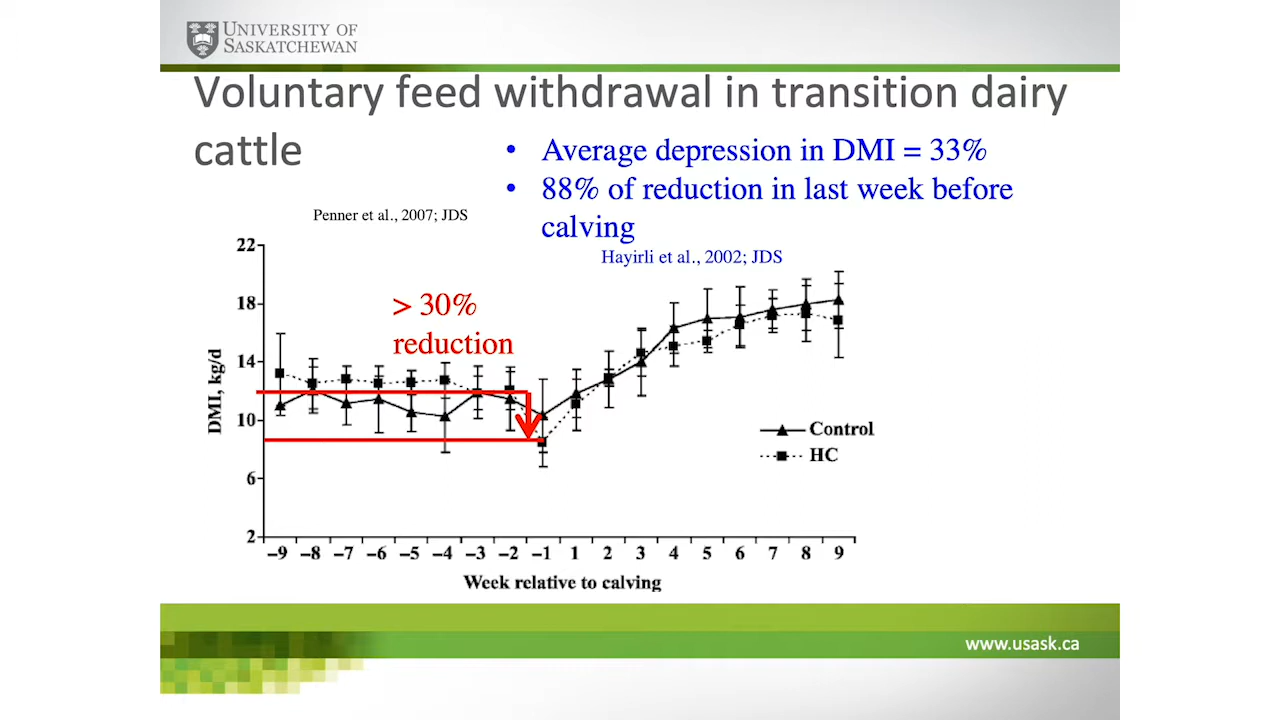 UNIVERSITY OF
SASKATCHEWAN
Voluntary feed withdrawal in transition dairy
cattle
• Average depression in DMI = 33%
• 88% of reduction in last week before
calving
Penner et al., 2007; JDS
Hayirli et al., 2002; JDS
> 30%
reduction
22
18
14
10
6
2
DMI, kg/d
Control
HC
–9 –8 –7 –6 –5 –4 –3 –2 –1 1 2 3 4 5 6 7 8 9
Week relative to calving
www.usask.ca